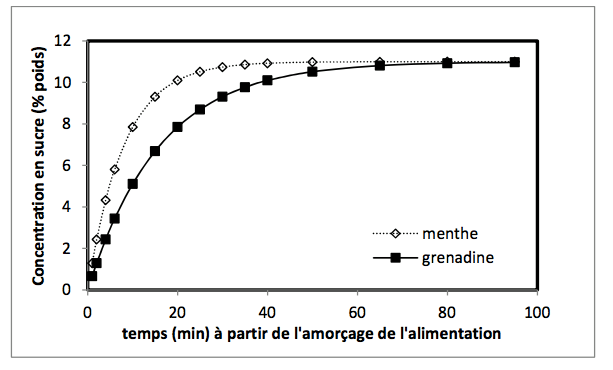 12
10
8
6
4
2
0
Concentration en sucre (% poids)
menthe
grenadine
0 20 40 60 80 100
temps (min) à partir de l'amorçage de l'alimentation